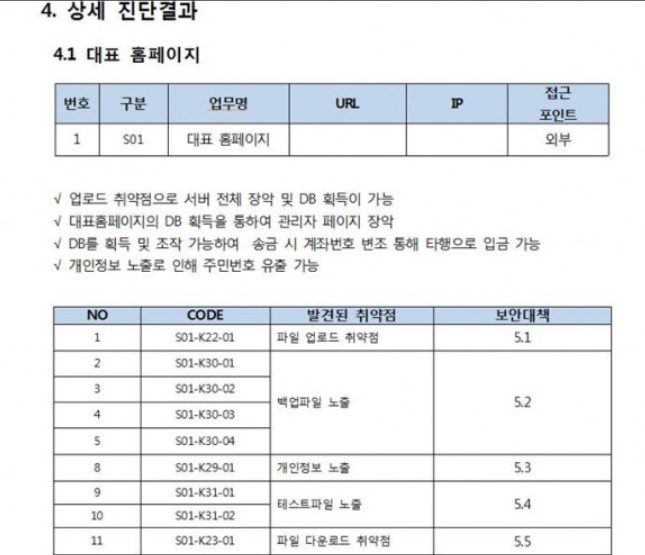 4. 상세 진단결과
4.1 대표 홈페이지
번호 구분 업무명 URL IP 접근 포인트
1 S01 대표 홈페이지 외부
√ 업로드 취약점으로 서버 전체 장악 및 DB 획득이 가능
√ 대표홈페이지의 DB 획득을 통하여 관리자 페이지 장악
√ DB를 획득 및 조작 가능하여 송금 시 계좌번호 변조 통해 타행으로 입금 가능
√ 개인정보 노출로 인해 주민번호 유출 가능
NO CODE 발견된 취약점 보안대책
1 S01-K22-01 파일 업로드 취약점 5.1
2 S01-K30-01
3 S01-K30-02
백업파일 노출 5.2
4 S01-K30-03
5 S01-K30-04
8 S01-K29-01 개인정보 노출 5.3
9 S01-K31-01
테스트파일 노출 5.4
10 S01-K31-02
11 S01-K23-01 파일 다운로드 취약점 5.5